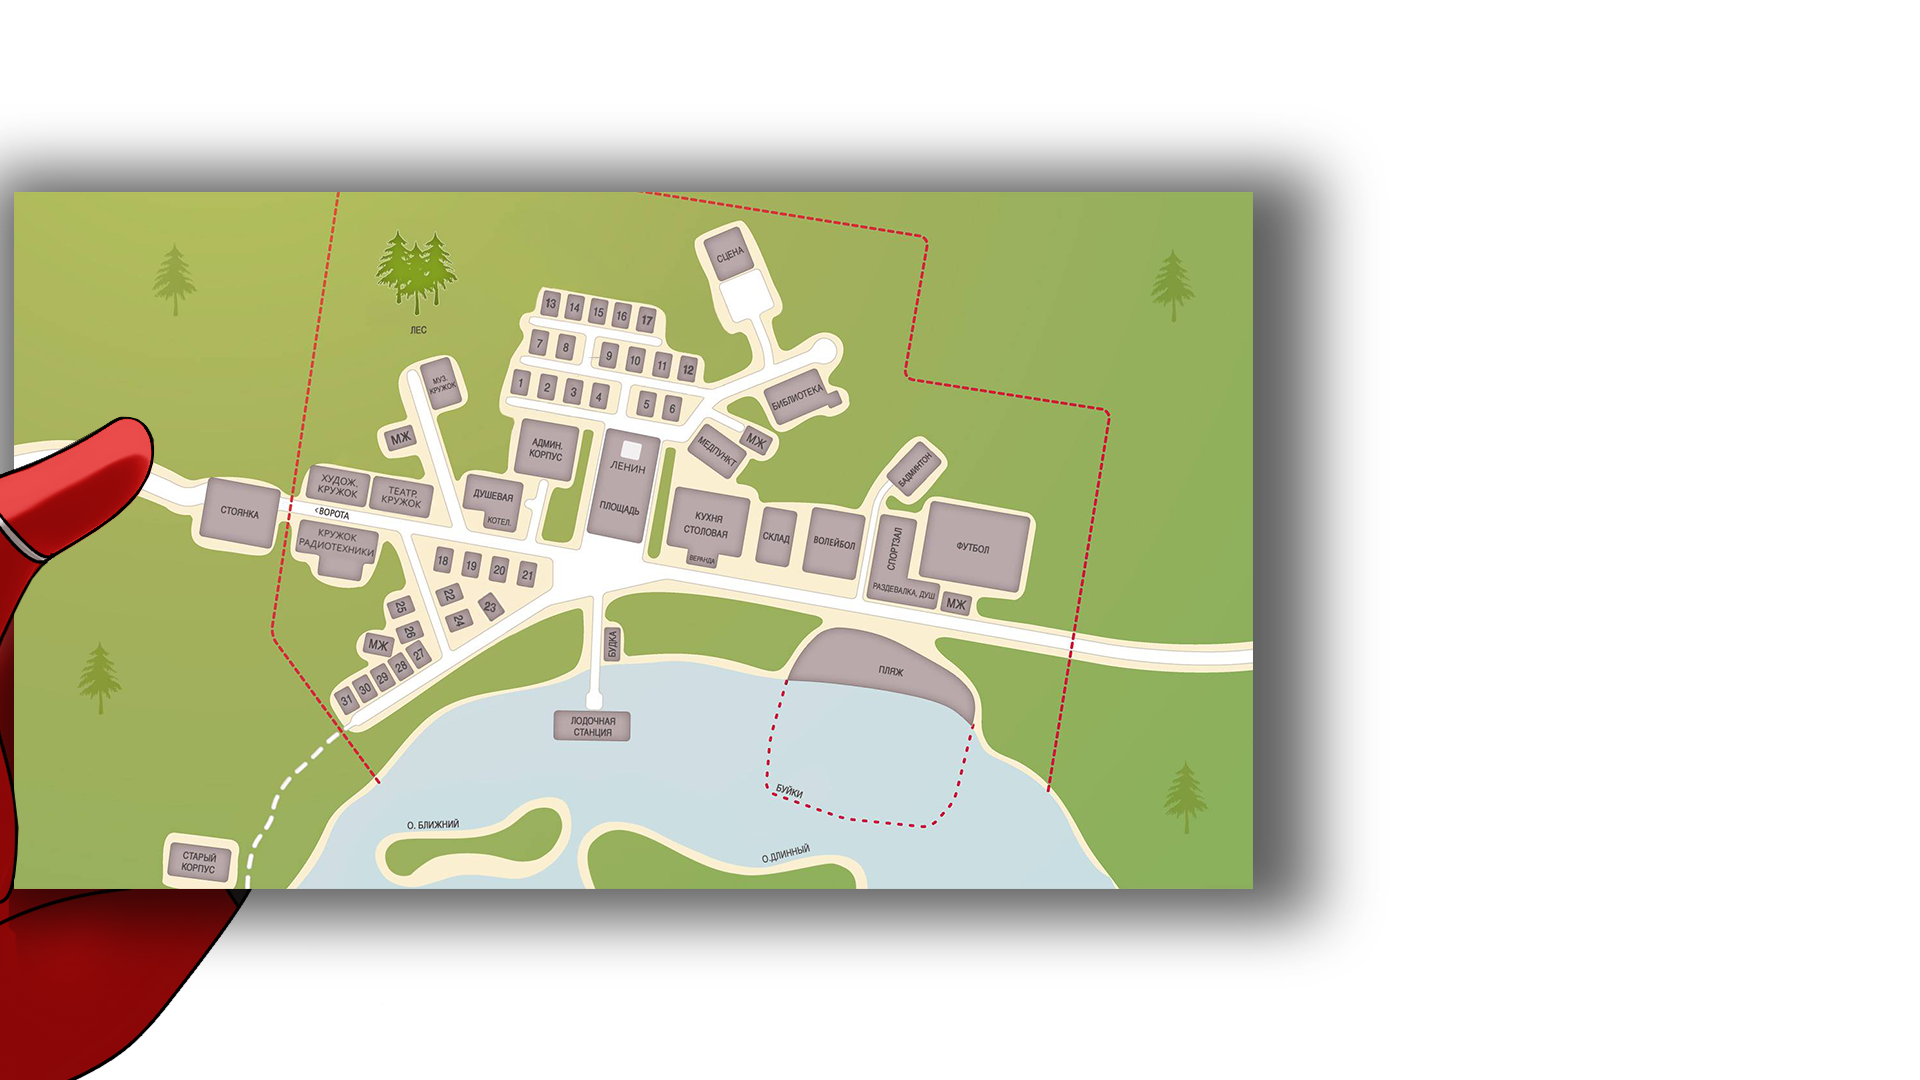 СЦЕНА
ЛЕС
13 14 15 16 17
7 8 9 10 11 12
1 2 3 4 5 6
МУЗ.
КРУЖОК
БИБЛИОТЕКА
МЖ
АДМИН.
КОРПУС
ЛЕНИН
ПЛОЩАДЬ
МЕДПУНКТ
МЖ
БАДМИНТОН
ХУДОЖ.
КРУЖОК
ТЕАТР.
КРУЖОК
ДУШЕВАЯ
КОТЕЛ.
СТОЯНКА
<ВОРОТА
КРУЖОК
РАДИОТЕХНИКИ
КУХНЯ
СТОЛОВАЯ
ВЕРАНДА
СКЛАД
ВОЛЕЙБОЛ
СПОРТЗАЛ
РАЗДЕВАЛКА, ДУШ
ФУТБОЛ
МЖ
18 19 20 21
22 23
24
25
26
МЖ
27
28
29
30
31
БУДКА
ПЛЯЖ
ЛОДОЧНАЯ
СТАНЦИЯ
БУЙКИ
О. БЛИЖНИЙ
О.ДЛИННЫЙ
СТАРЫЙ
КОРПУС